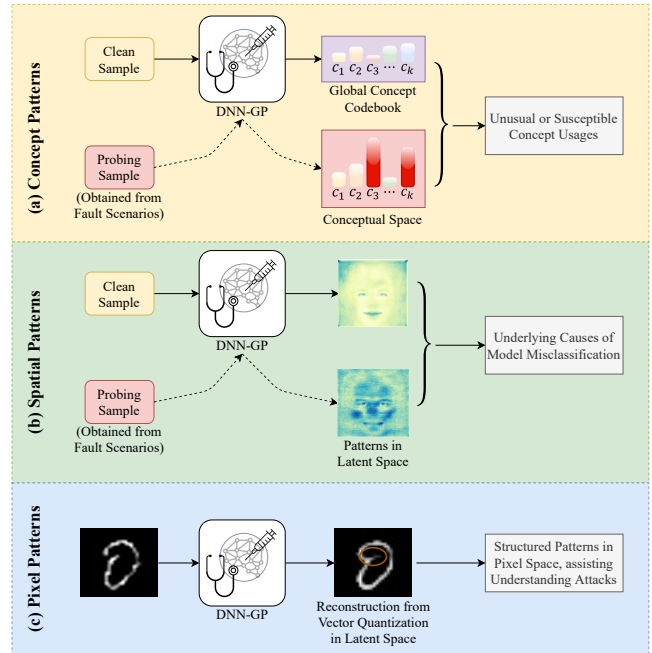 (a) Concept Patterns
Clean
Sample
DNN-GP
c1 c2 c3 ... ck
Global Concept
Codebook
Unusual or Susceptible
Concept Usages
Probing
Sample
(Obtained from
Fault Scenarios)
c1 c2 c3 ... ck
Conceptual Space
(b) Spatial Patterns
Clean
Sample
DNN-GP
Underlying Causes of
Model Misclassification
Probing
Sample
(Obtained from
Fault Scenarios)
Patterns in
Latent Space
(c) Pixel Patterns
DNN-GP
Reconstruction from
Vector Quantization
in Latent Space
Structured Patterns in
Pixel Space, assisting
Understanding Attacks